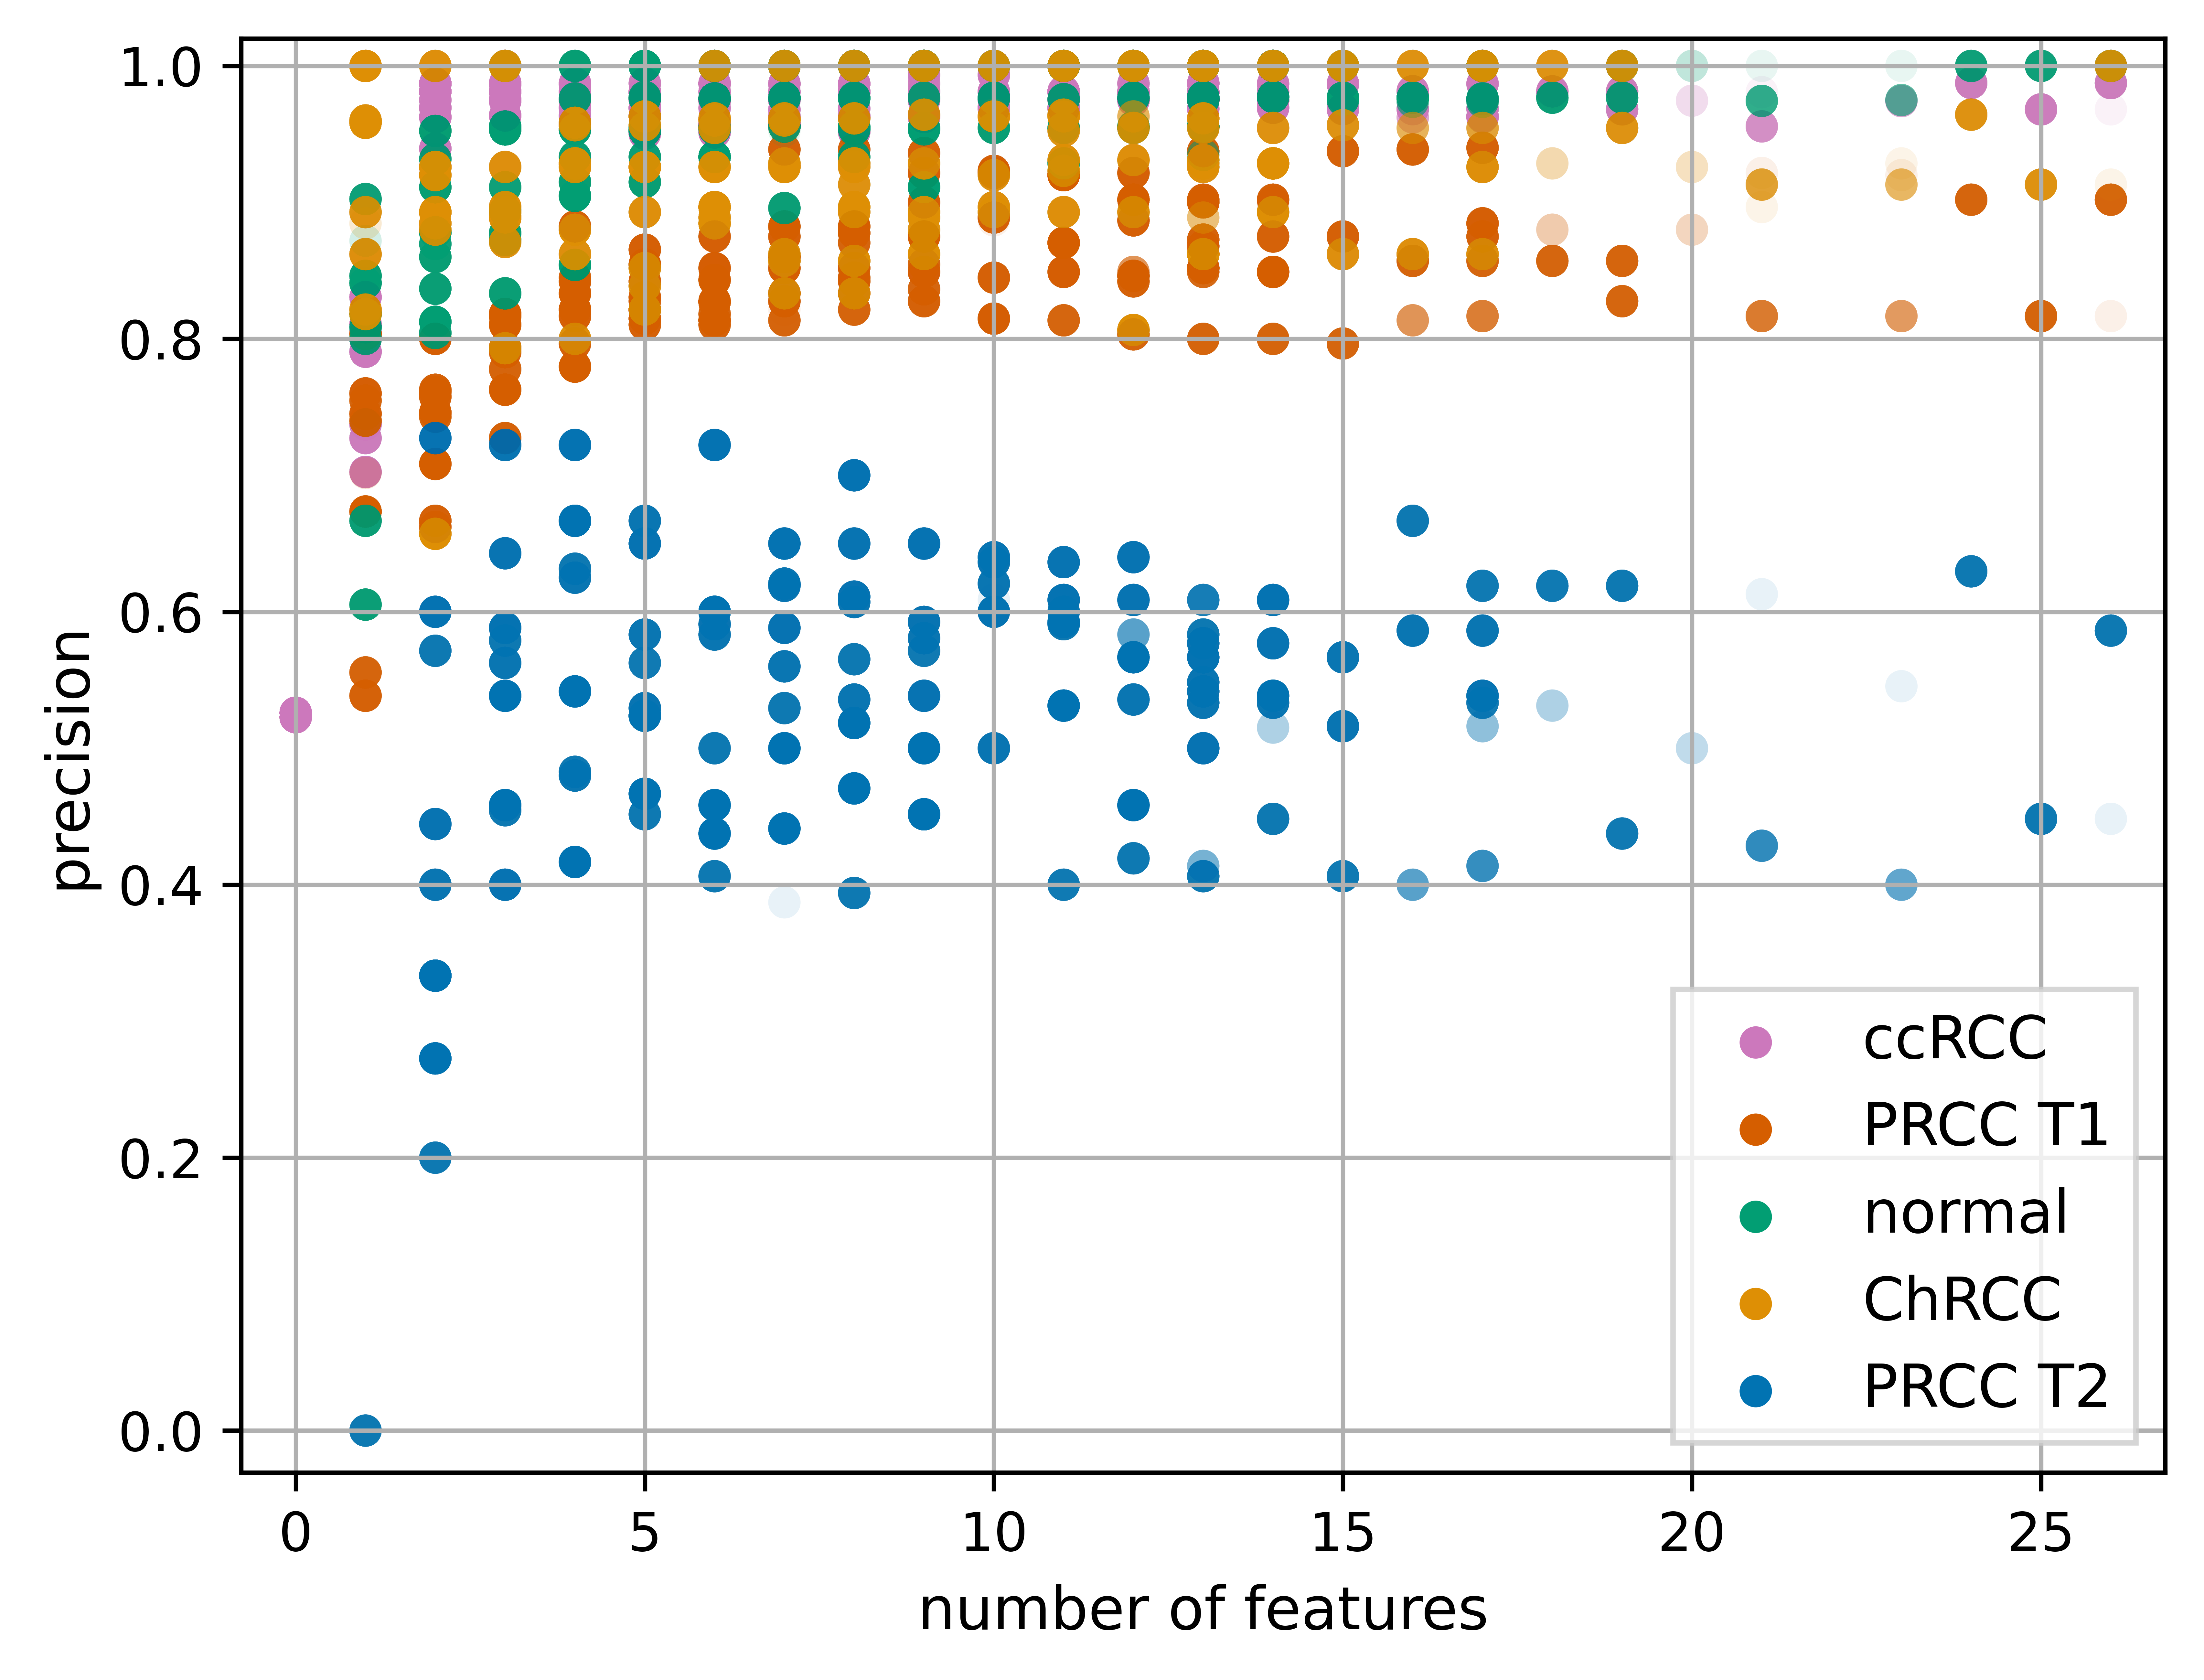 1.0
0.8
0.6
0.4
0.2
0.0
precision
ccRCC
PRCC T1
normal
ChRCC
PRCC T2
0 5 10 15 20 25
number of features